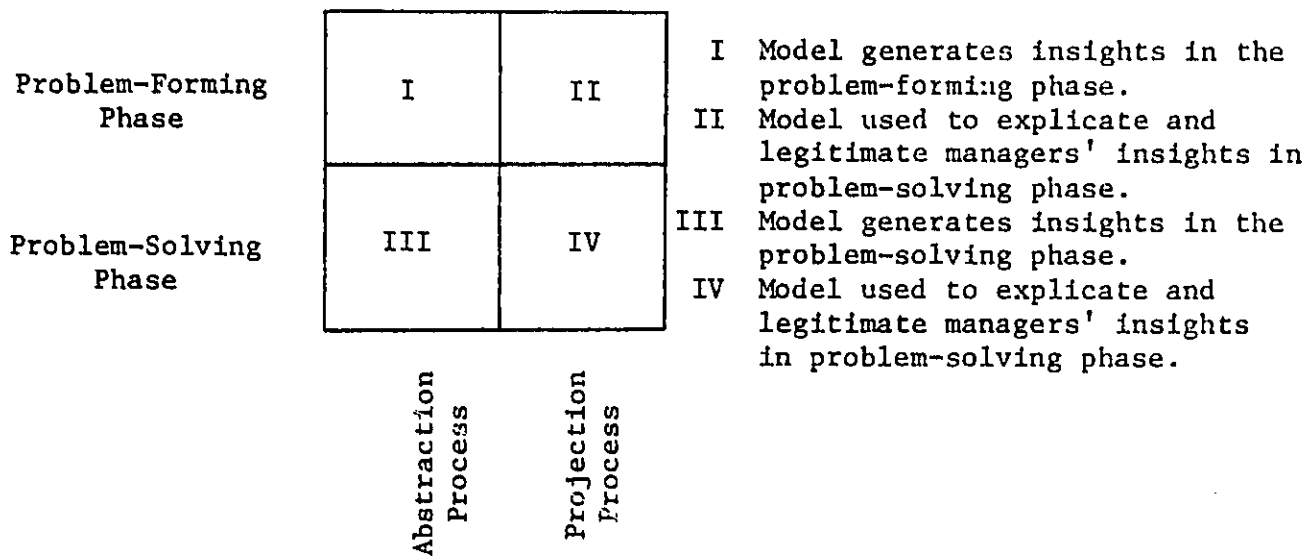 Problem-Forming
Phase
I
II
Problem-Solving
Phase
III
IV
Abstraction
Process
Projection
Process
I Model generates insights in the
problem-forming phase.
II Model used to explicate and
legitimate managers' insights in
problem-solving phase.
III Model generates insights in the
problem-solving phase.
IV Model used to explicate and
legitimate managers' insights
in problem-solving phase.